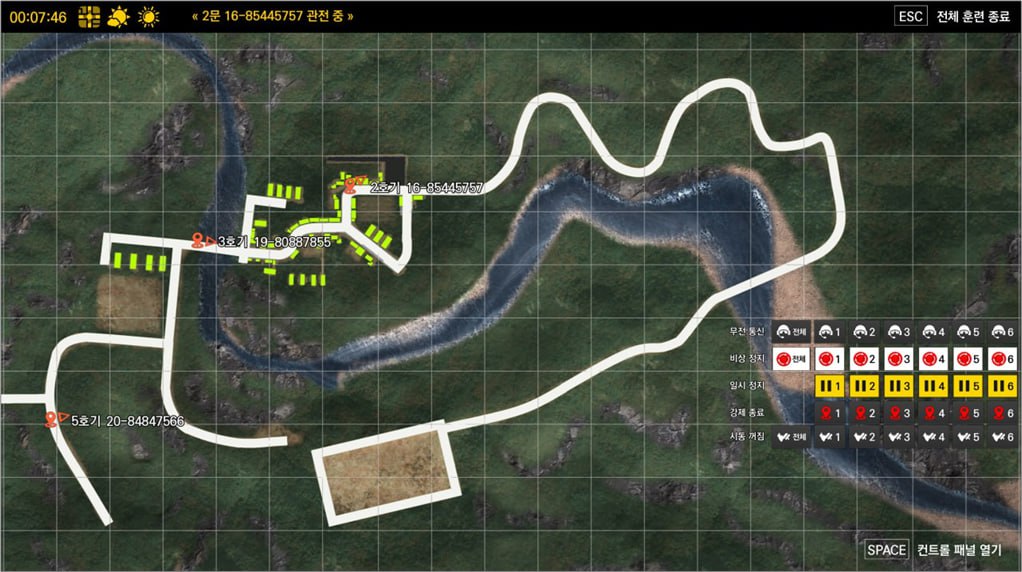 00:07:46 « 2문 16-85445757 관전 중 » ESC 전체 훈련 종료
2호기 16-85445757
3호기 19-80887855
5호기 20-84847566
무전 통신 전체 1 2 3 4 5 6
비상 정지 전체 1 2 3 4 5 6
일시 정지 1 2 3 4 5 6
강제 종료 1 2 3 4 5 6
시동 꺼짐 전체 1 2 3 4 5 6
SPACE 컨트롤 패널 열기